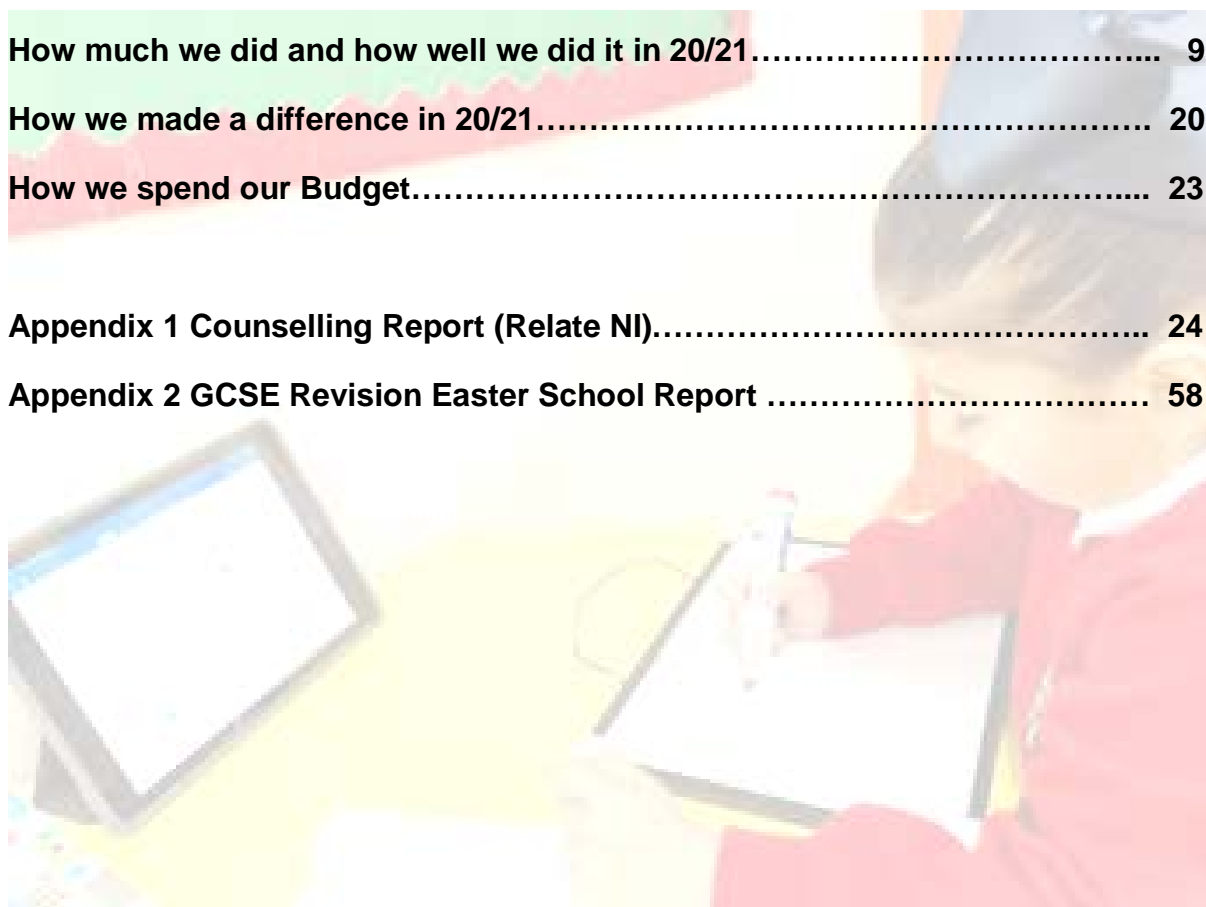 How much we did and how well we did it in 20/21……………………………….... 9
How we made a difference in 20/21…………………………………………………. 20
How we spend our Budget…………………………………………………………..... 23
Appendix 1 Counselling Report (Relate NI)……………………………………….. 24
Appendix 2 GCSE Revision Easter School Report ……………………………… 58